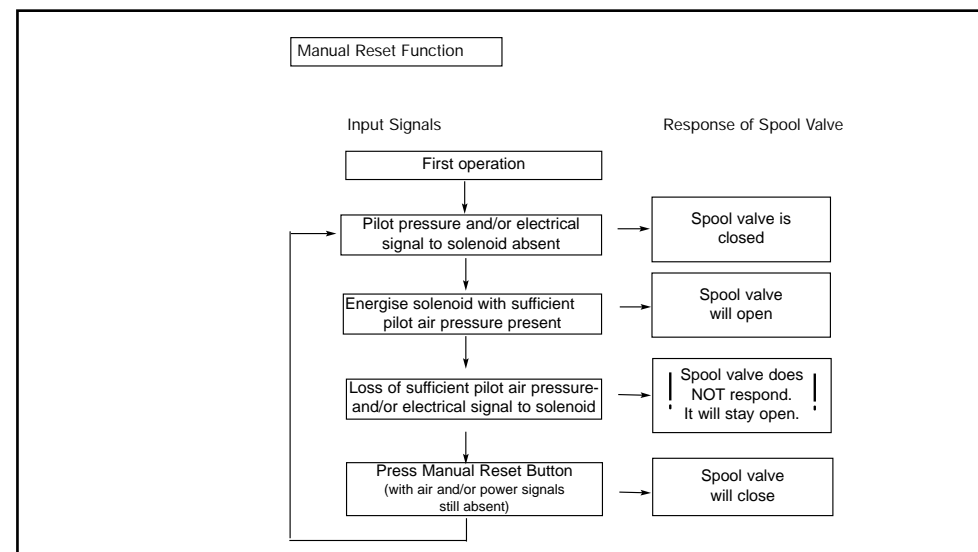 Manual Reset Function
Input Signals
Response of Spool Valve
First operation
Pilot pressure and/or electrical
signal to solenoid absent
Spool valve is
closed
Energise solenoid with sufficient
pilot air pressure present
Spool valve
will open
Loss of sufficient pilot air pressure-
and/or electrical signal to solenoid
! Spool valve does !
NOT respond.
It will stay open.
Press Manual Reset Button
(with air and/or power signals
still absent)
Spool valve
will close